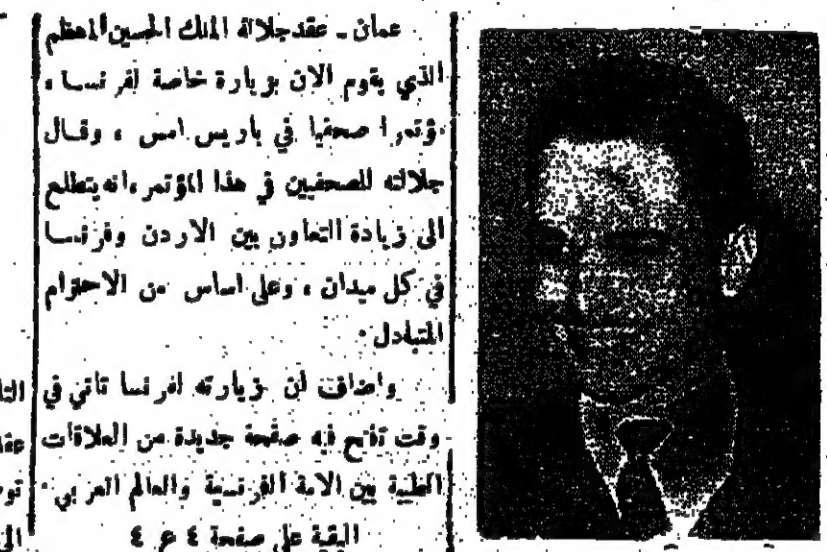 عمان ـ عقد جلالة الملك الحسين المعظم
الذي يقوم الان بزيارة خاصة لفرنسا ،
مؤتمرا صحفيا في باريس امس ، وقال
جلالته للصحفيين في هذا المؤتمر ، انه يتطلع
الى زيادة التعاون بين الاردن وفرنسا
في كل ميدان ، وعلى اساس من الاحترام
المتبادل ·
واضاف ان زيارته لفرنسا تاتي في
وقت تفتح فيه صفحة جديدة من العلاقات
الطيبة بين الامة الفرنسية والعالم العربي ·
البقية على صفحة ٤ ع ٤